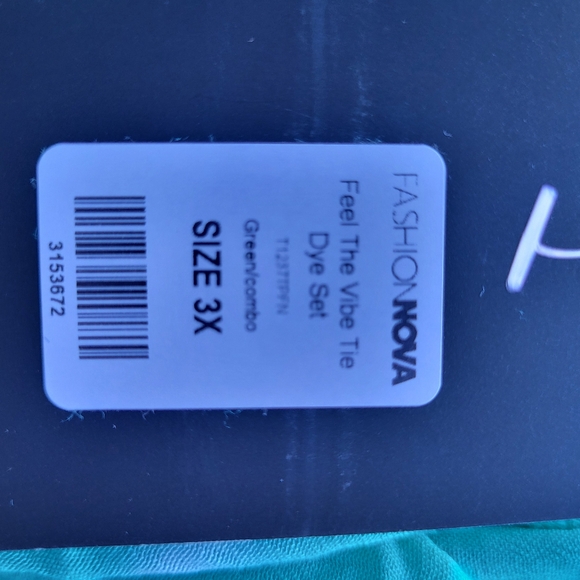 FASHIONNOVA
Feel The Vibe Tie
Dye Set
Green/combo
SIZE 3X
3153672